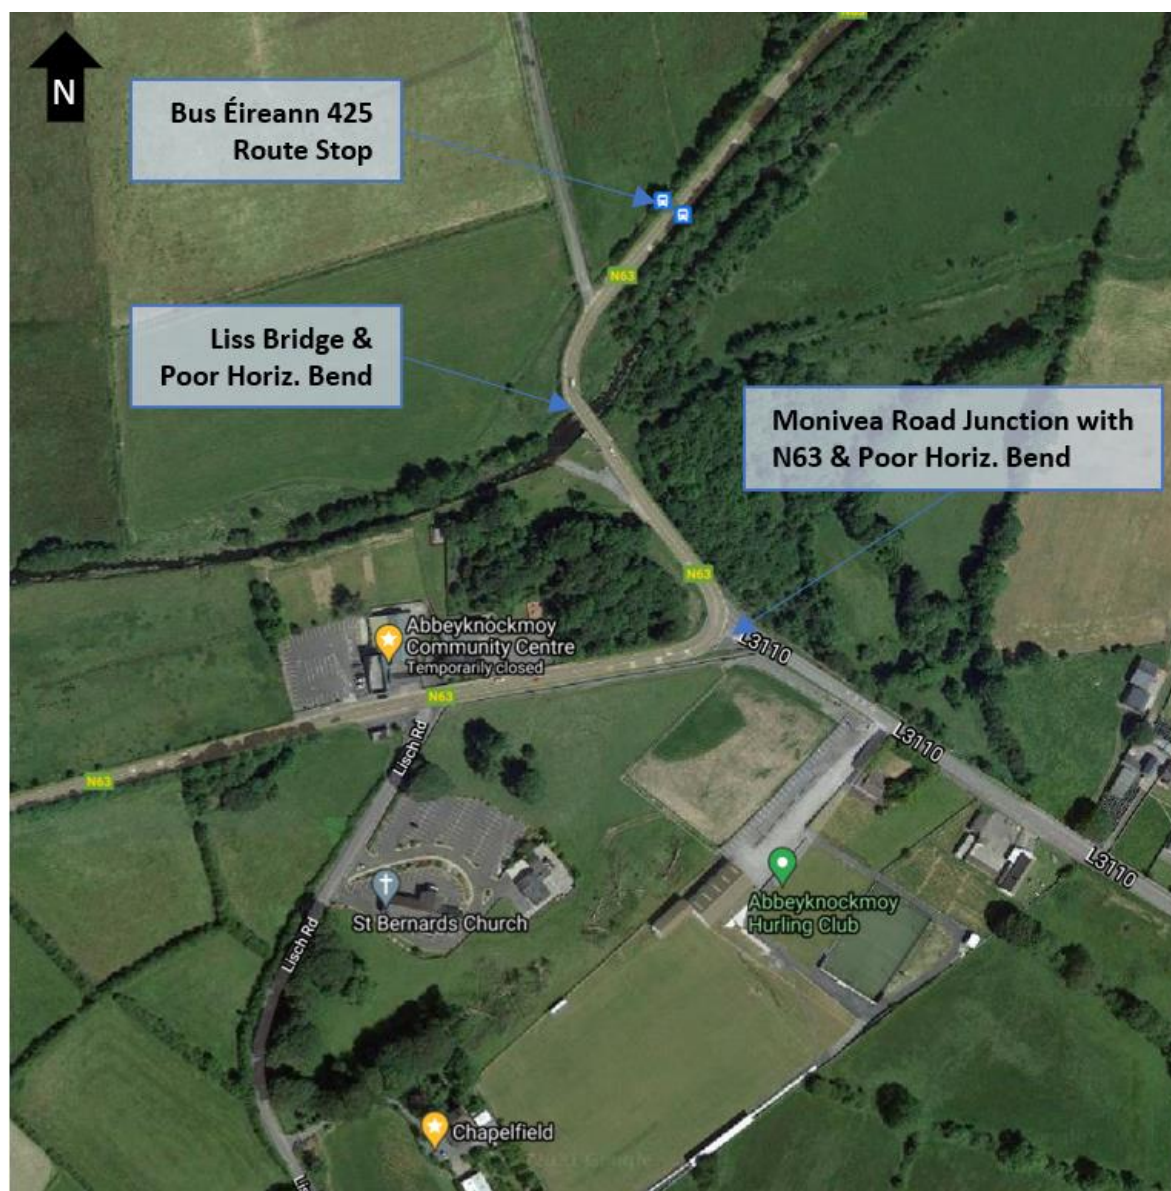 N63
N
Bus Éireann 425
Route Stop
N63
Liss Bridge &
Poor Horiz. Bend
Monivea Road Junction with
N63 & Poor Horiz. Bend
N63
Abbeyknockmoy
Community Centre
Temporarily closed
L3110
N63
L3110
Lisch Rd
N63
L3110
Abbeyknockmoy
Hurling Club
St Bernards Church
Lisch Rd
Chapelfield